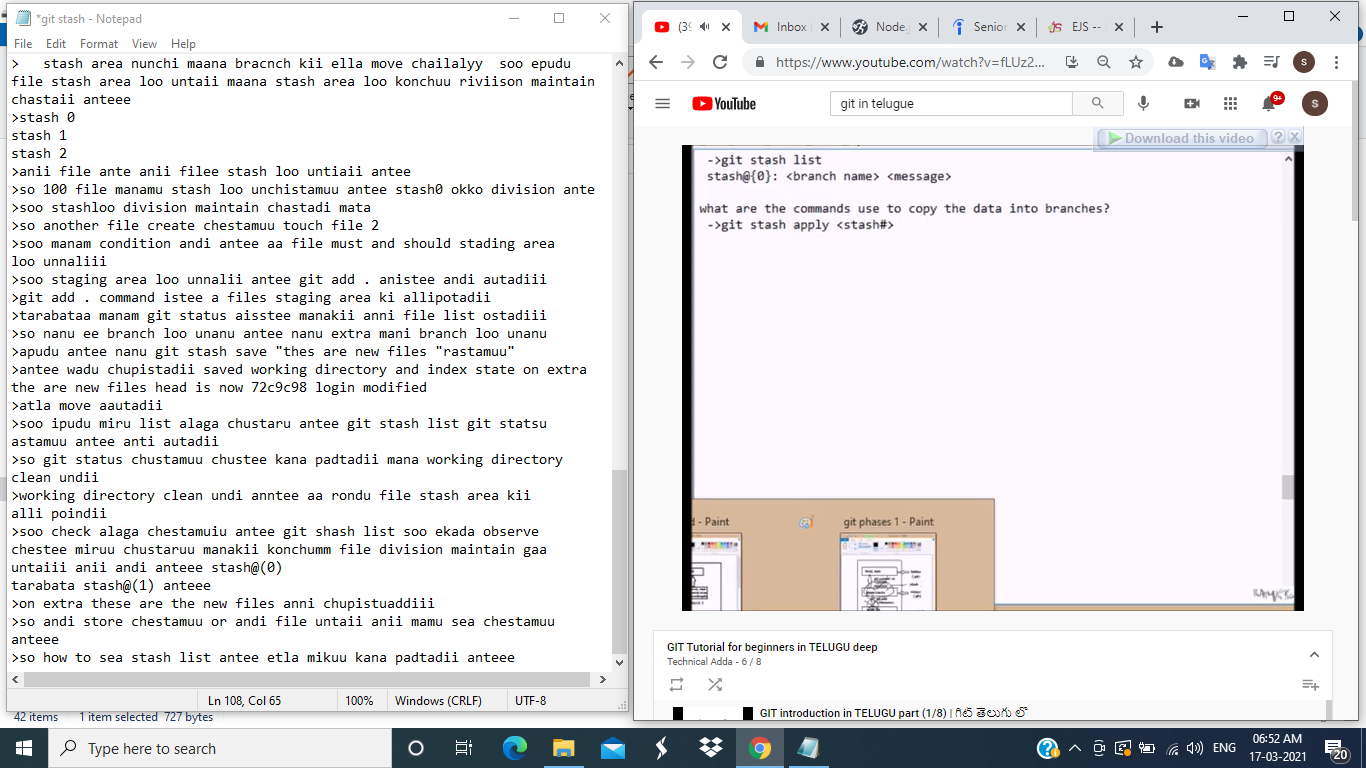 *git stash - Notepad
File Edit Format View Help
>   stash area nunchi maana bracnch kii ella move chailalyy  soo epudu
file stash area loo untaii maana stash area loo konchuu riviison maintain
chastaii anteee
>stash 0
stash 1
stash 2
>anii file ante anii filee stash loo untiaii antee
>so 100 file manamu stash loo unchistamuu antee stash0 okko division ante
>soo stashloo division maintain chastadi mata
>so another file create chestamuu touch file 2
>soo manam condition andi antee aa file must and should stading area
loo unnaliii
>soo staging area loo unnalii antee git add . anistee andi autadiii
>git add . command istee a files staging area ki allipotadii
>tarabataa manam git status aisstee manakii anni file list ostadiii
>so nanu ee branch loo unanu antee nanu extra mani branch loo unanu
>apudu antee nanu git stash save "thes are new files "rastamuu"
>antee wadu chupistadii saved working directory and index state on extra
the are new files head is now 72c9c98 login modified
>atla move aautadii
>soo ipudu miru list alaga chustaru antee git stash list git statsu
astamuu antee anti autadii
>so git status chustamuu chustee kana padtadii mana working directory
clean undii
>working directory clean undi anntee aa rondu file stash area kii
alli poindii
>soo check alaga chestamuiu antee git shash list soo ekada observe
chestee miruu chustaruu manakii konchumm file division maintain gaa
untaiii anii andi anteee stash@(0)
tarabata stash@(1) anteee
>on extra these are the new files anni chupistuaddiii
>so andi store chestamuu or andi file untaii anii mamu sea chestamuu
anteee
>so how to sea stash list antee etla mikuu kana padtadii anteee
Ln 108, Col 65 100% Windows (CRLF) UTF-8
42 items 1 item selected 727 bytes
(39 Inbox Node. Senior EJS --
https://www.youtube.com/watch?v=fLUz2... s
YouTube
git in telugue
9+
s
Download this video ?
->git stash list
stash@{0}: <branch name> <message>
what are the commands use to copy the data into branches?
->git stash apply <stash#>
d - Paint git phases 1 - Paint
GIT Tutorial for beginners in TELUGU deep
Technical Adda - 6 / 8
GIT introduction in TELUGU part (1/8) | గిట్ తెలుగు లో
Type here to search
ENG
06:52 AM
17-03-2021
20